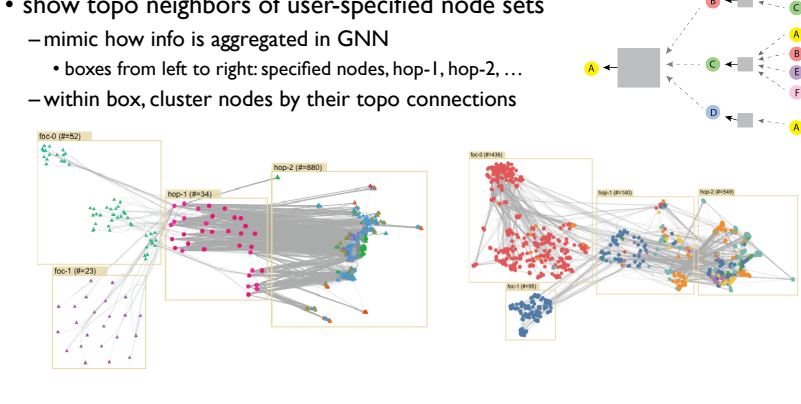 • show topo neighbors of user-specified node sets
– mimic how info is aggregated in GNN
• boxes from left to right: specified nodes, hop-1, hop-2, …
– within box, cluster nodes by their topo connections
B
C
A
B
A
C
E
F
D
A
foc-0 (#=52)
hop-1 (#=34)
hop-2 (#=880)
foc-1 (#=23)
foc-0 (#=436)
hop-1 (#=140)
hop-2 (#=549)
foc-1 (#=95)